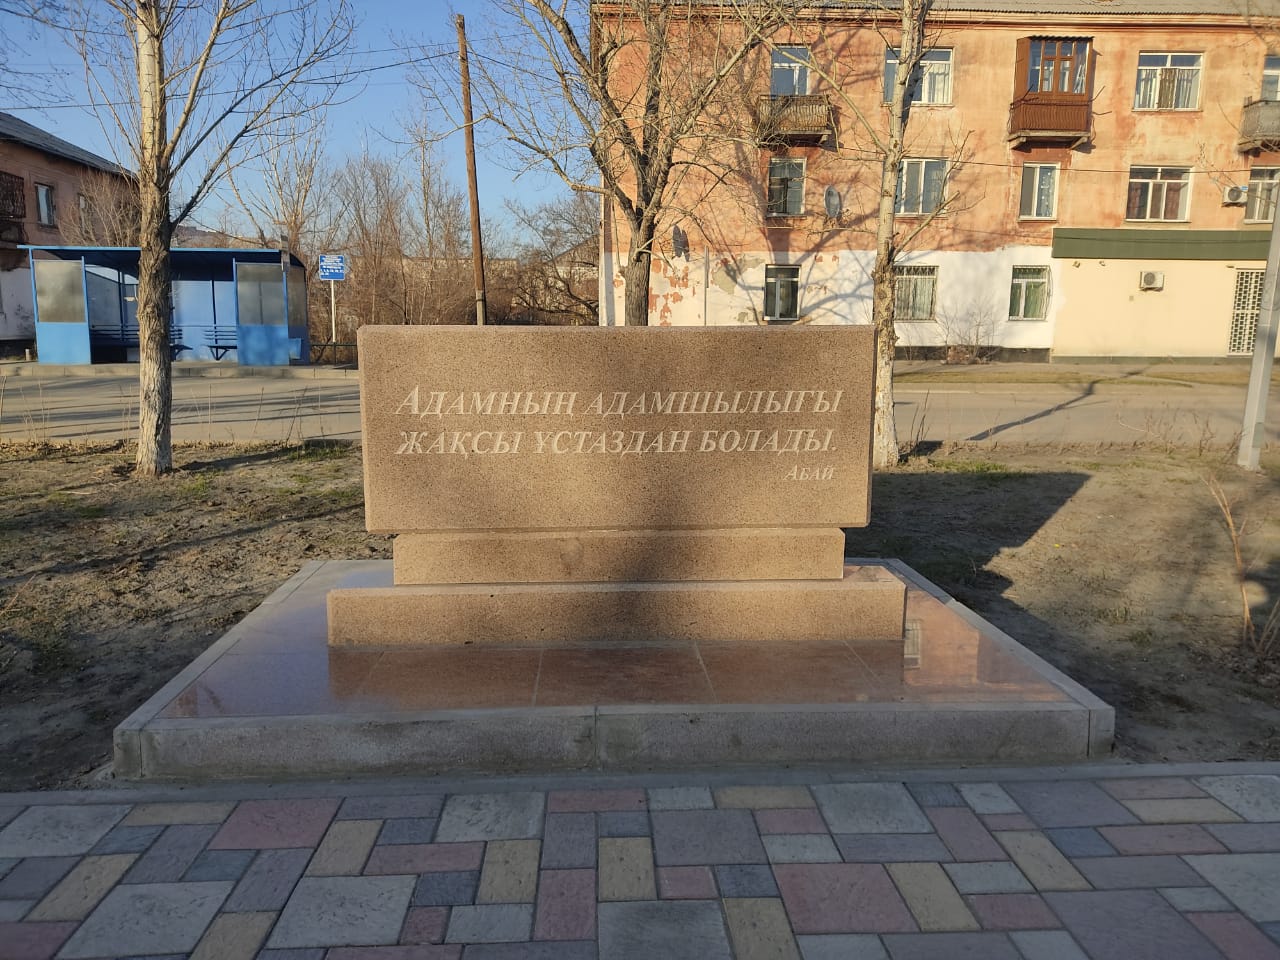 Адамның адамшылығы
жақсы ұстаздан болады.
Абай